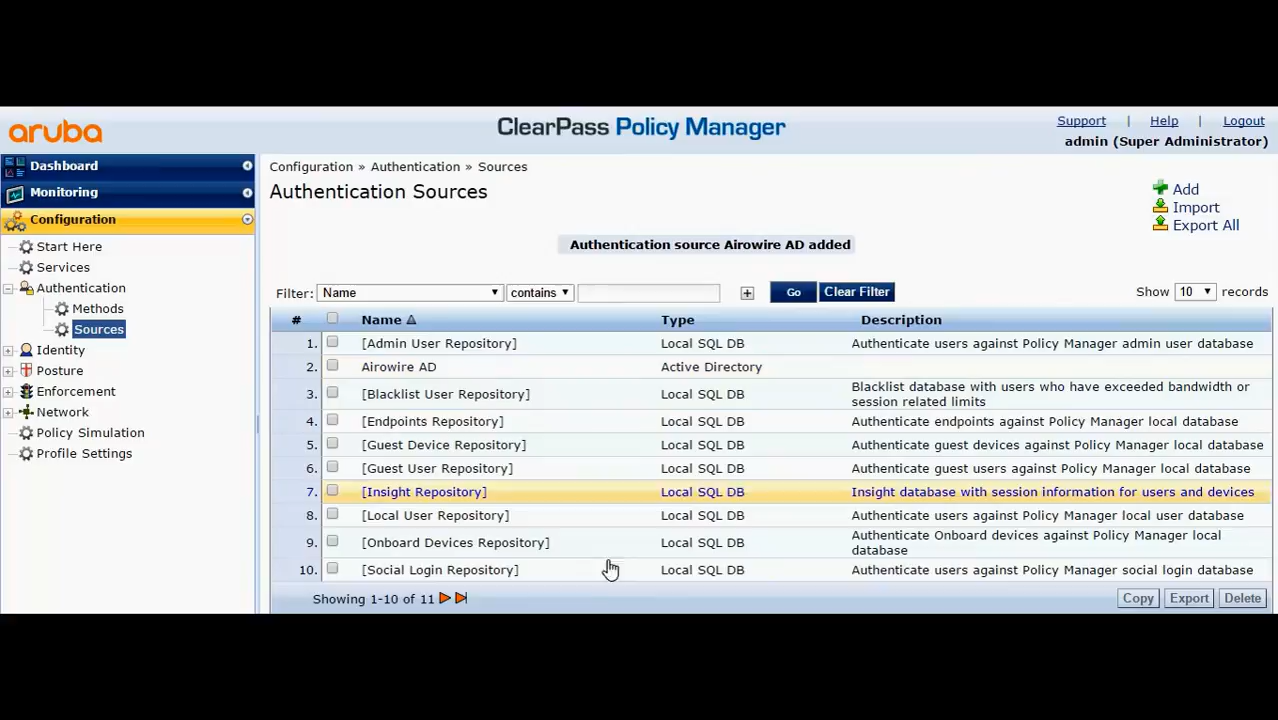 aruba
ClearPass Policy Manager
Support | Help | Logout
admin (Super Administrator)
Dashboard
Monitoring
Configuration
Start Here
Services
Authentication
Methods
Sources
Identity
Posture
Enforcement
Network
Policy Simulation
Profile Settings
Configuration » Authentication » Sources
Authentication Sources
Add
Import
Export All
Authentication source Airowire AD added
Filter: Name contains Go Clear Filter Show 10 records
# Name Type Description
1. [Admin User Repository] Local SQL DB Authenticate users against Policy Manager admin user database
2. Airowire AD Active Directory
3. [Blacklist User Repository] Local SQL DB Blacklist database with users who have exceeded bandwidth or
session related limits
4. [Endpoints Repository] Local SQL DB Authenticate endpoints against Policy Manager local database
5. [Guest Device Repository] Local SQL DB Authenticate guest devices against Policy Manager local database
6. [Guest User Repository] Local SQL DB Authenticate guest users against Policy Manager local database
7. [Insight Repository] Local SQL DB Insight database with session information for users and devices
8. [Local User Repository] Local SQL DB Authenticate users against Policy Manager local user database
9. [Onboard Devices Repository] Local SQL DB Authenticate Onboard devices against Policy Manager local
database
10. [Social Login Repository] Local SQL DB Authenticate users against Policy Manager social login database
Showing 1-10 of 11 Copy Export Delete